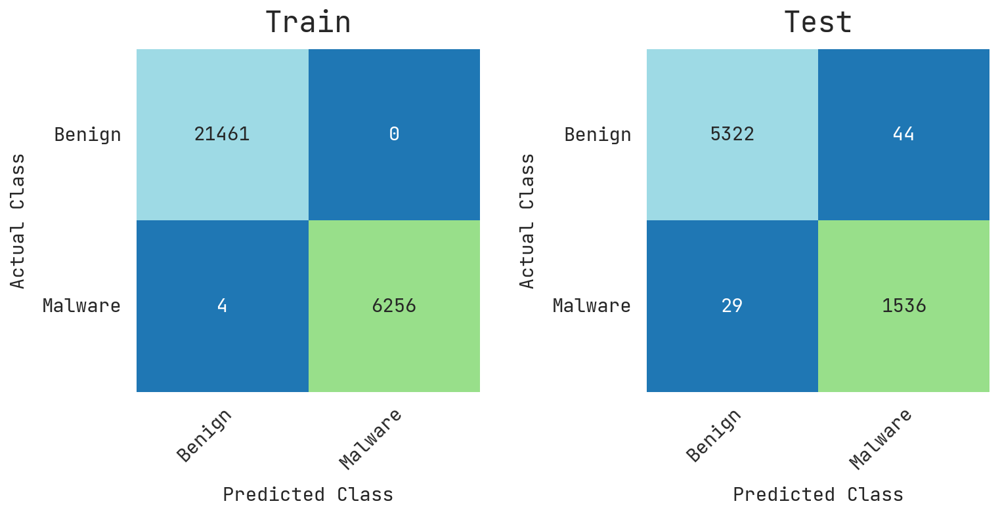 Train
Actual Class
Benign
21461
0
Malware
4
6256
Benign
Malware
Predicted Class
Test
Actual Class
Benign
5322
44
Malware
29
1536
Benign
Malware
Predicted Class